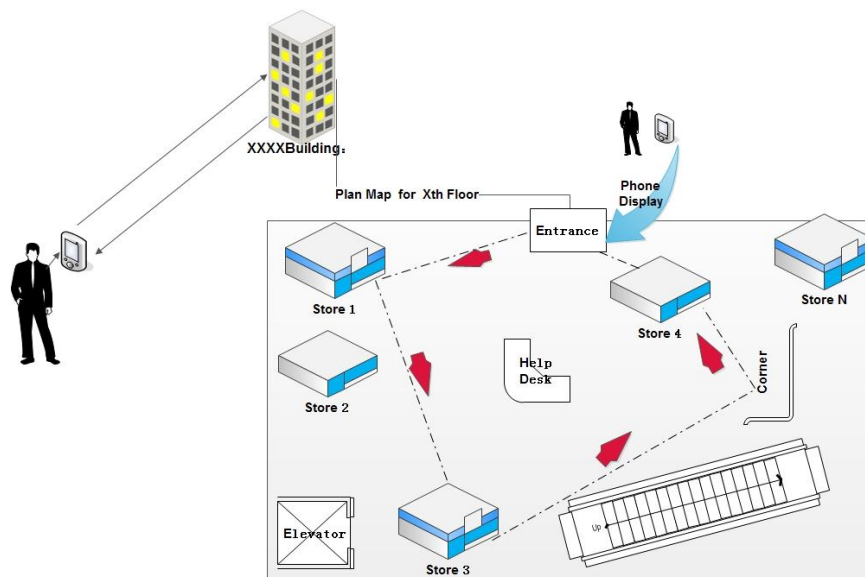 XXXXBuilding：
Plan Map for Xth Floor
Phone
Display
Entrance
Store 1
Store 4
Store N
Help
Desk
Corner
Store 2
Up
Elevator
Store 3